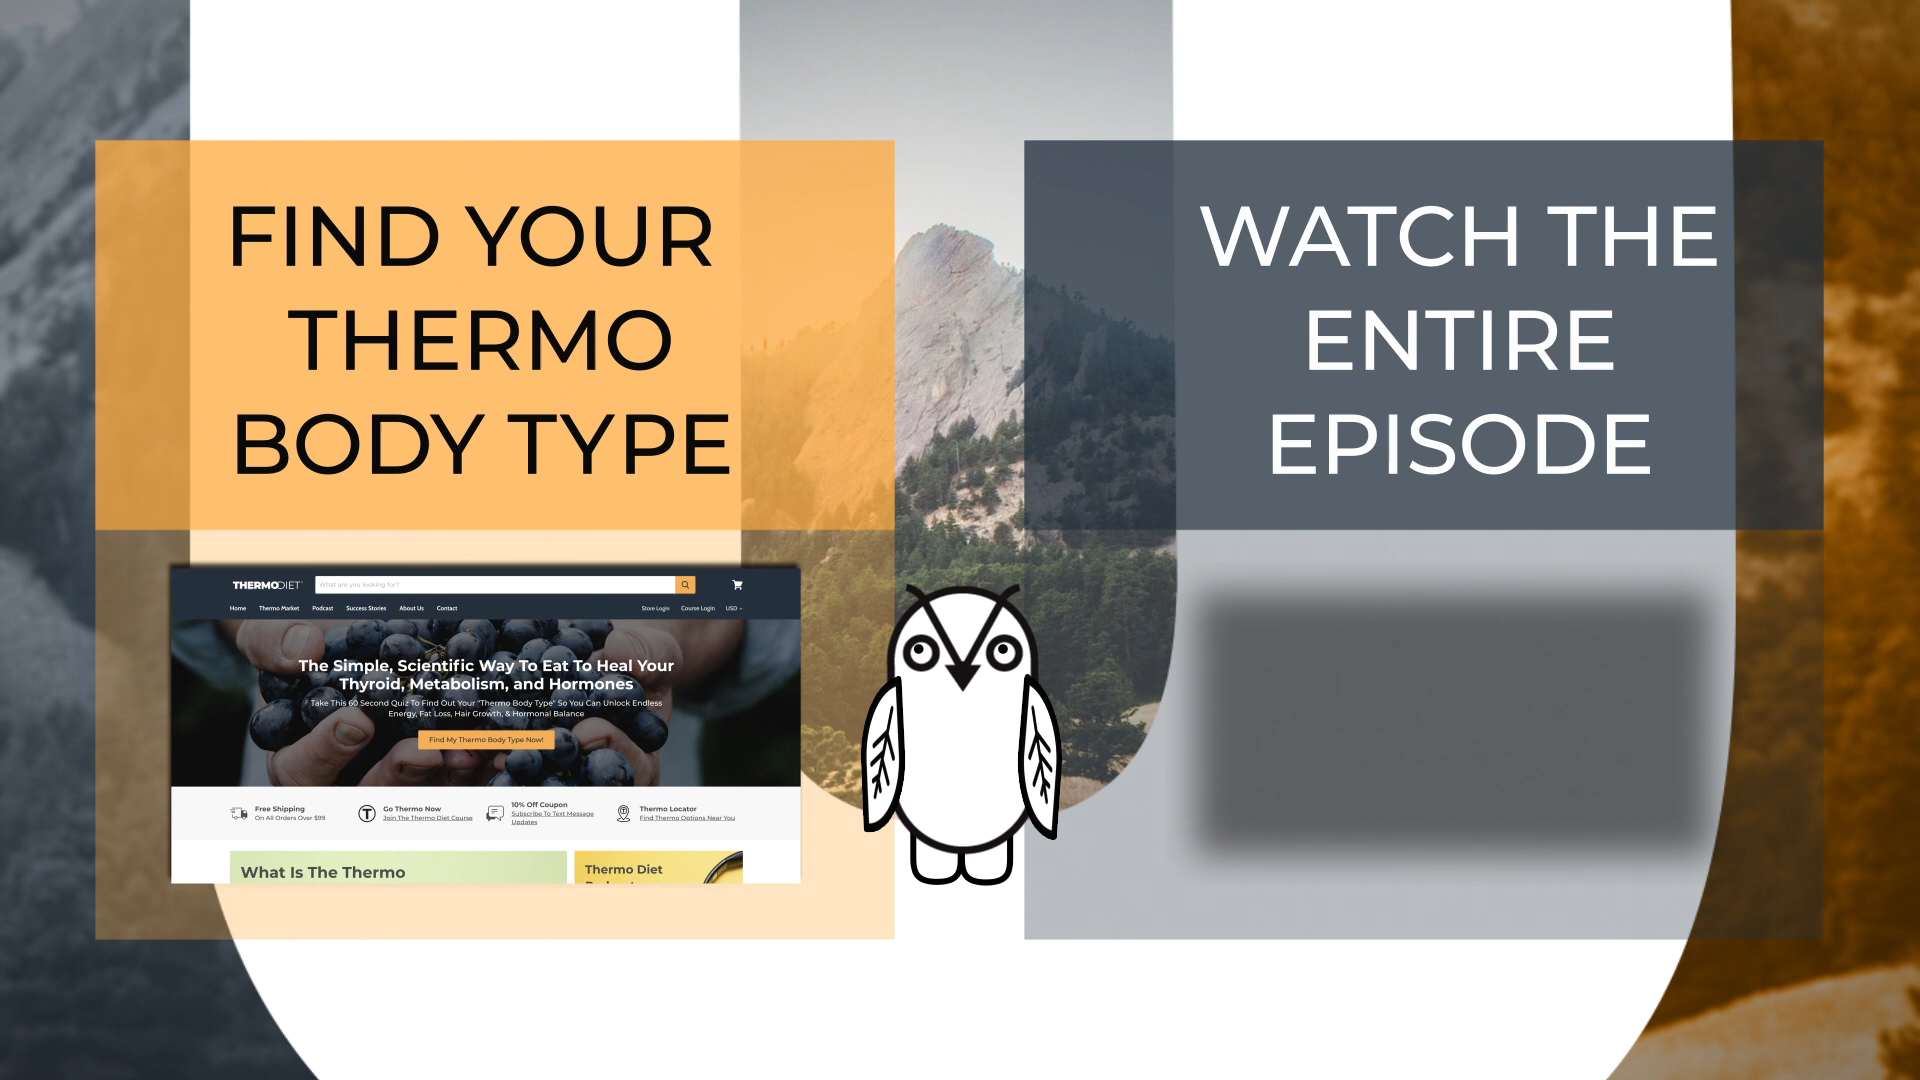 FIND YOUR
THERMO
BODY TYPE
WATCH THE
ENTIRE
EPISODE
THERMODIET
What are you looking for?
Home Thermo Market Podcast Success Stories About Us Contact Store Login Course Login USD
The Simple, Scientific Way To Eat To Heal Your
Thyroid, Metabolism, and Hormones
Take This 60 Second Quiz To Find Out Your "Thermo Body Type" So You Can Unlock Endless
Energy, Fat Loss, Hair Growth, & Hormonal Balance
Find My Thermo Body Type Now!
Free Shipping
On All Orders Over $99
Go Thermo Now
Join The Thermo Diet Course
10% Off Coupon
Subscribe To Text Message
Updates
Thermo Locator
Find Thermo Options Near You
What Is The Thermo
Thermo Diet